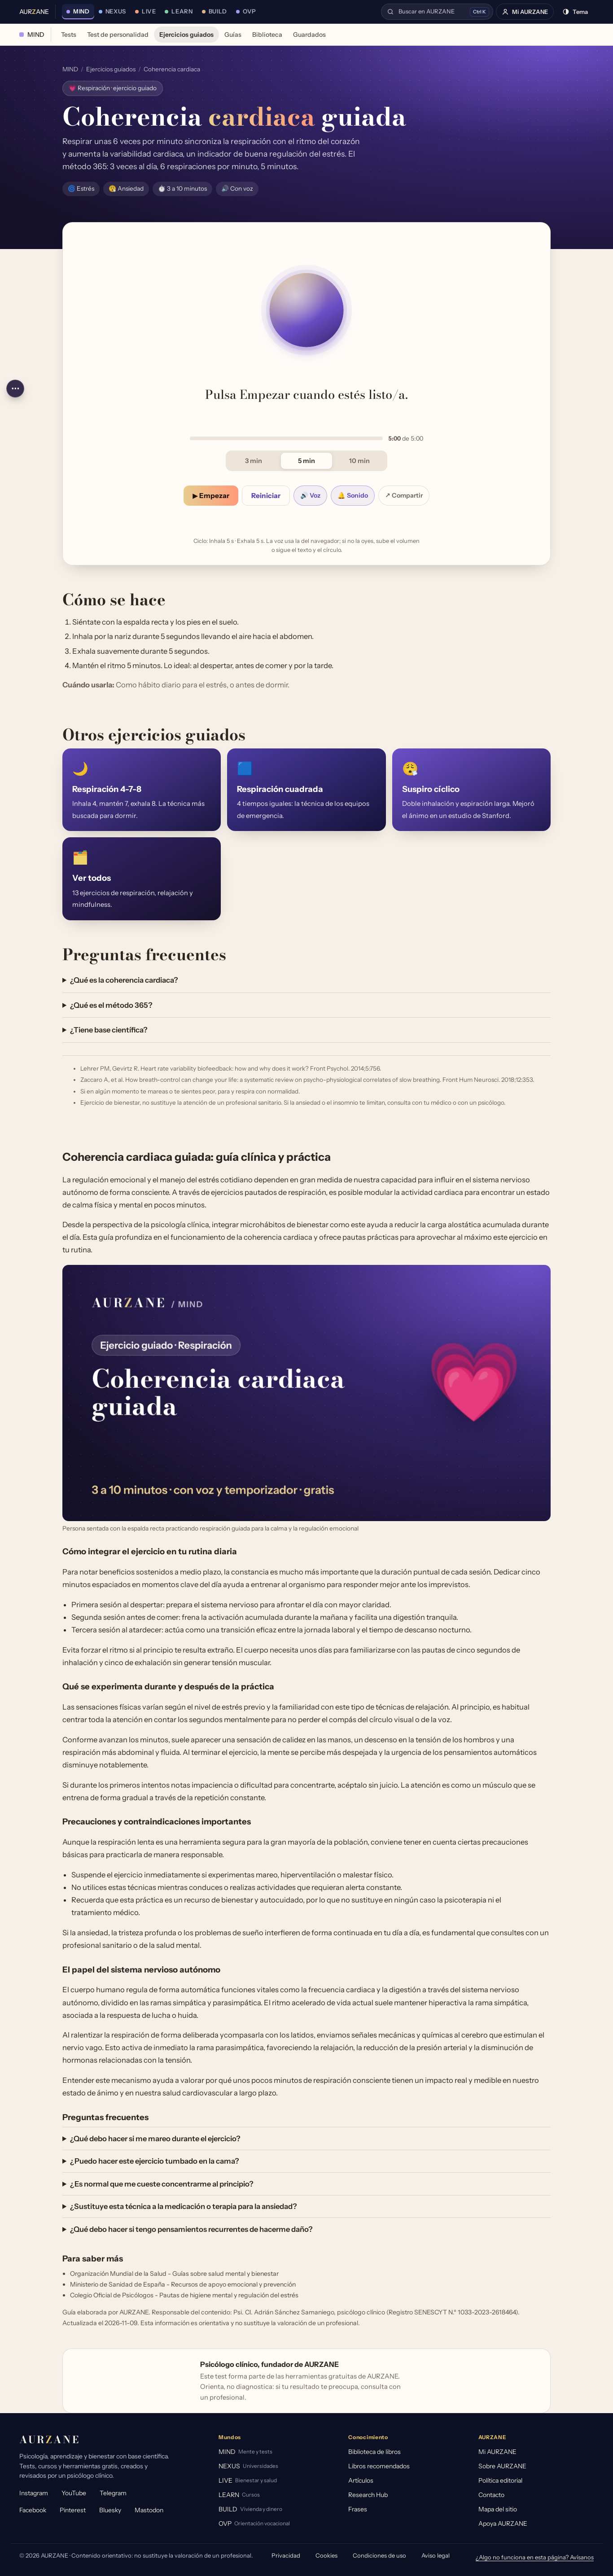 AURZANE
MIND
NEXUS
LIVE
LEARN
BUILD
OVP
Buscar en AURZANE
Ctrl K
Mi AURZANE
Tema
MIND
Tests
Test de personalidad
Ejercicios guiados
Guías
Biblioteca
Guardados
MIND / Ejercicios guiados / Coherencia cardiaca
Respiración · ejercicio guiado
Coherencia cardiaca guiada
Respirar unas 6 veces por minuto sincroniza la respiración con el ritmo del corazón
y aumenta la variabilidad cardiaca, un indicador de buena regulación del estrés. El
método 365: 3 veces al día, 6 respiraciones por minuto, 5 minutos.
Estrés
Ansiedad
3 a 10 minutos
Con voz
Pulsa Empezar cuando estés listo/a.
5:00 de 5:00
3 min
5 min
10 min
▶ Empezar
Reiniciar
Voz
Sonido
↗ Compartir
Ciclo: inhala 5 s · Exhala 5 s. La voz usa la del navegador; si no la oyes, sube el volumen
o sigue el texto y el círculo.
Cómo se hace
1. Siéntate con la espalda recta y los pies en el suelo.
2. Inhala por la nariz durante 5 segundos llevando el aire hacia el abdomen.
3. Exhala suavemente durante 5 segundos.
4. Mantén el ritmo 5 minutos. Lo ideal: al despertar, antes de comer y por la tarde.
Cuándo usarla: Como hábito diario para el estrés, o antes de dormir.
Otros ejercicios guiados
Respiración 4-7-8
Inhala 4, mantén 7, exhala 8. La técnica más
buscada para dormir.
Respiración cuadrada
4 tiempos iguales: la técnica de los equipos
de emergencia.
Suspiro cíclico
Doble inhalación y espiración larga. Mejoró
el ánimo en un estudio de Stanford.
Ver todos
13 ejercicios de respiración, relajación y
mindfulness.
Preguntas frecuentes
▶ ¿Qué es la coherencia cardiaca?
▶ ¿Qué es el método 365?
▶ ¿Tiene base científica?
• Lehrer PM, Gevirtz R. Heart rate variability biofeedback: how and why does it work? Front Psychol. 2014;5:756.
• Zaccaro A, et al. How breath-control can change your life: a systematic review on psycho-physiological correlates of slow breathing. Front Hum Neurosci. 2018;12:353.
• Si en algún momento te mareas o te sientes peor, para y respira con normalidad.
• Ejercicio de bienestar, no sustituye la atención de un profesional sanitario. Si la ansiedad o el insomnio te limitan, consulta con tu médico o con un psicólogo.
Coherencia cardiaca guiada: guía clínica y práctica
La regulación emocional y el manejo del estrés cotidiano dependen en gran medida de nuestra capacidad para influir en el sistema nervioso
autónomo de forma consciente. A través de ejercicios pautados de respiración, es posible modular la actividad cardiaca para encontrar un estado
de calma física y mental en pocos minutos.
Desde la perspectiva de la psicología clínica, integrar microhábitos de bienestar como este ayuda a reducir la carga alostática acumulada durante
el día. Esta guía profundiza en el funcionamiento de la coherencia cardiaca y ofrece pautas prácticas para aprovechar al máximo este ejercicio en
tu rutina.
AURZANE / MIND
Ejercicio guiado · Respiración
Coherencia cardiaca
guiada
3 a 10 minutos · con voz y temporizador · gratis
Persona sentada con la espalda recta practicando respiración guiada para la calma y la regulación emocional
Cómo integrar el ejercicio en tu rutina diaria
Para notar beneficios sostenidos a medio plazo, la constancia es mucho más importante que la duración puntual de cada sesión. Dedicar cinco
minutos espaciados en momentos clave del día ayuda a entrenar al organismo para responder mejor ante los imprevistos.
• Primera sesión al despertar: prepara el sistema nervioso para afrontar el día con mayor claridad.
• Segunda sesión antes de comer: frena la activación acumulada durante la mañana y facilita una digestión tranquila.
• Tercera sesión al atardecer: actúa como una transición eficaz entre la jornada laboral y el tiempo de descanso nocturno.
Evita forzar el ritmo si al principio te resulta extraño. El cuerpo necesita unos días para familiarizarse con las pautas de cinco segundos de
inhalación y cinco de exhalación sin generar tensión muscular.
Qué se experimenta durante y después de la práctica
Las sensaciones físicas varían según el nivel de estrés previo y la familiaridad con este tipo de técnicas de relajación. Al principio, es habitual
centrar toda la atención en contar los segundos mentalmente para no perder el compás del círculo visual o de la voz.
Conforme avanzan los minutos, suele aparecer una sensación de calidez en las manos, un descenso en la tensión de los hombros y una
respiración más abdominal y fluida. Al terminar el ejercicio, la mente se percibe más despejada y la urgencia de los pensamientos automáticos
disminuye notablemente.
Si durante los primeros intentos notas impaciencia o dificultad para concentrarte, acéptalo sin juicio. La atención es como un músculo que se
entrena de forma gradual a través de la repetición constante.
Precauciones y contraindicaciones importantes
Aunque la respiración lenta es una herramienta segura para la gran mayoría de la población, conviene tener en cuenta ciertas precauciones
básicas para practicarla de manera responsable.
• Suspende el ejercicio inmediatamente si experimentas mareo, hiperventilación o malestar físico.
• No utilices estas técnicas mientras conduces o realizas actividades que requieran alerta constante.
• Recuerda que esta práctica es un recurso de bienestar y autocuidado, por lo que no sustituye en ningún caso la psicoterapia ni el
tratamiento médico.
Si la ansiedad, la tristeza profunda o los problemas de sueño interfieren de forma continuada en tu día a día, es fundamental que consultes con un
profesional sanitario o de la salud mental.
El papel del sistema nervioso autónomo
El cuerpo humano regula de forma automática funciones vitales como la frecuencia cardiaca y la digestión a través del sistema nervioso
autónomo, dividido en las ramas simpática y parasimpática. El ritmo acelerado de vida actual suele mantener hiperactiva la rama simpática,
asociada a la respuesta de lucha o huida.
Al ralentizar la respiración de forma deliberada ycompasarla con los latidos, enviamos señales mecánicas y químicas al cerebro que estimulan el
nervio vago. Esto activa de inmediato la rama parasimpática, favoreciendo la relajación, la reducción de la presión arterial y la disminución de
hormonas relacionadas con la tensión.
Entender este mecanismo ayuda a valorar por qué unos pocos minutos de respiración consciente tienen un impacto real y medible en nuestro
estado de ánimo y en nuestra salud cardiovascular a largo plazo.
Preguntas frecuentes
▶ ¿Qué debo hacer si me mareo durante el ejercicio?
▶ ¿Puedo hacer este ejercicio tumbado en la cama?
▶ ¿Es normal que me cueste concentrarme al principio?
▶ ¿Sustituye esta técnica a la medicación o terapia para la ansiedad?
▶ ¿Qué debo hacer si tengo pensamientos recurrentes de hacerme daño?
Para saber más
• Organización Mundial de la Salud – Guías sobre salud mental y bienestar
• Ministerio de Sanidad de España – Recursos de apoyo emocional y prevención
• Colegio Oficial de Psicólogos – Pautas de higiene mental y regulación del estrés
Guía elaborada por AURZANE. Responsable del contenido: Psi. Cl. Adrián Sánchez Samaniego, psicólogo clínico (Registro SENESCYT N.º 1033-2023-2618464).
Actualizada el 2026-11-09. Esta información es orientativa y no sustituye la valoración de un profesional.
Psicólogo clínico, fundador de AURZANE
Este test forma parte de las herramientas gratuitas de AURZANE.
Orienta, no diagnostica: si tu resultado te preocupa, consulta con
un profesional.
AURZANE
Psicología, aprendizaje y bienestar con base científica.
Tests, cursos y herramientas gratis, creados y
revisados por un psicólogo clínico.
Instagram
YouTube
Telegram
Facebook
Pinterest
Bluesky
Mastodon
Mundos
MIND Mente y tests
NEXUS Universidades
LIVE Bienestar y salud
LEARN Cursos
BUILD Vivienda y dinero
OVP Orientación vocacional
Conocimiento
Biblioteca de libros
Libros recomendados
Artículos
Research Hub
Frases
AURZANE
Mi AURZANE
Sobre AURZANE
Política editorial
Contacto
Mapa del sitio
Apoya AURZANE
© 2026 AURZANE · Contenido orientativo: no sustituye la valoración de un profesional.
Privacidad
Cookies
Condiciones de uso
Aviso legal
¿Algo no funciona en esta página? Avísanos